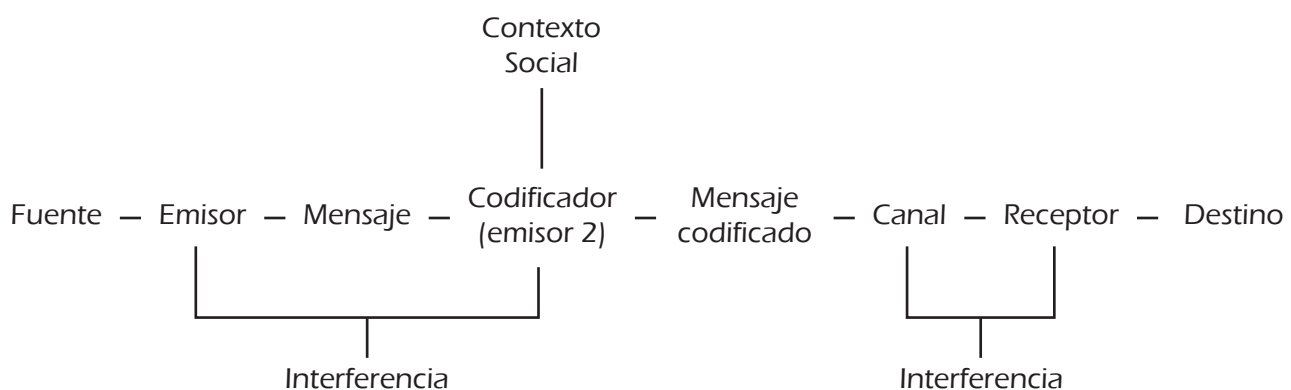 Contexto
Social
Fuente – Emisor – Mensaje – Codificador – Mensaje – Canal – Receptor – Destino
(emisor 2) codificado
Interferencia Interferencia